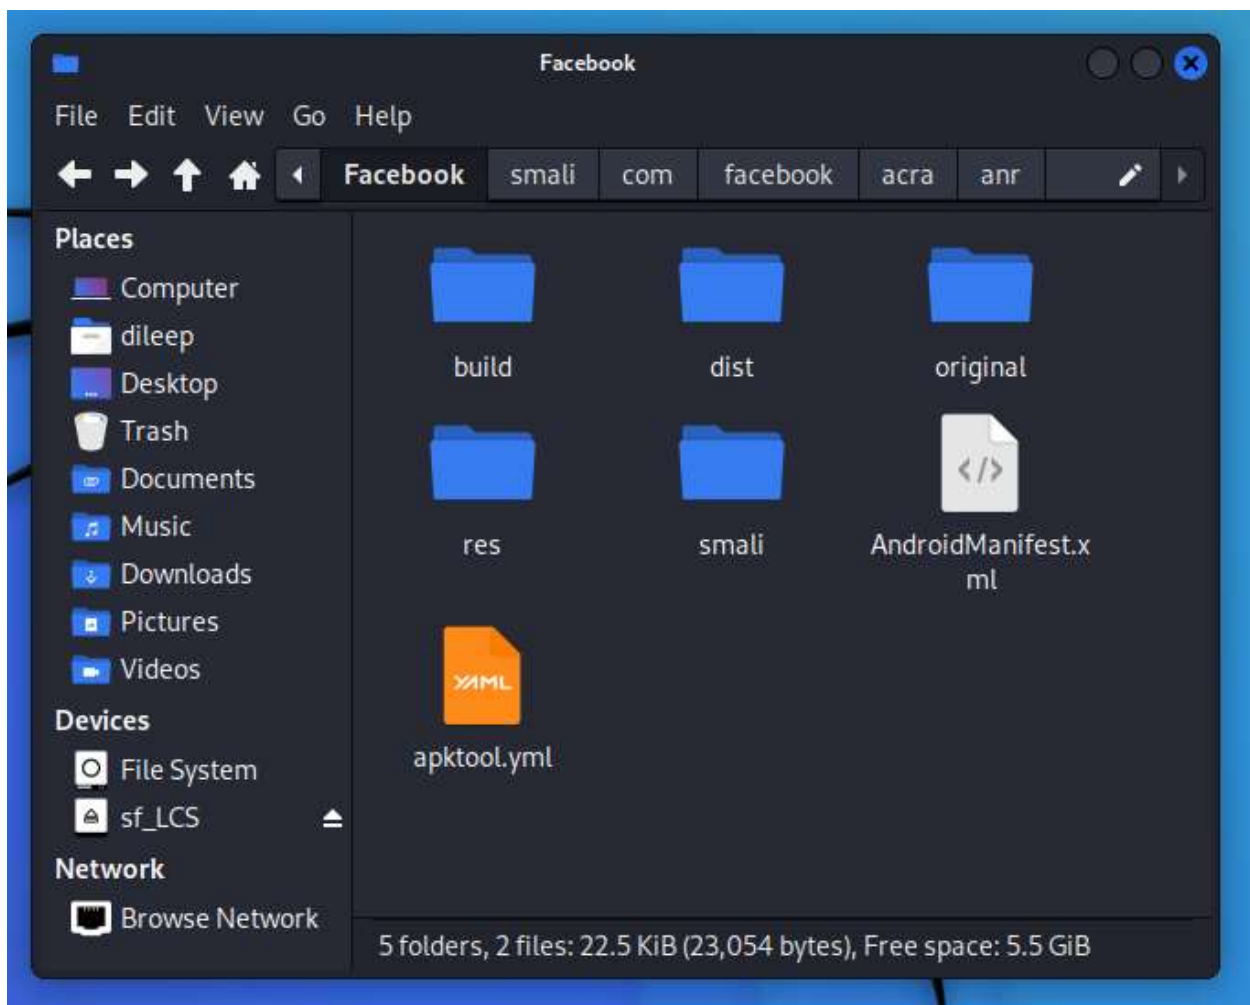 Facebook
File Edit View Go Help
Facebook smali com facebook acra anr
Places
Computer
dileep
Desktop
Trash
Documents
Music
Downloads
Pictures
Videos
Devices
File System
sf_LCS
Network
Browse Network
build dist original
</>
res smali AndroidManifest.x
ml
YAML
apktool.yml
5 folders, 2 files: 22.5 KiB (23,054 bytes), Free space: 5.5 GiB